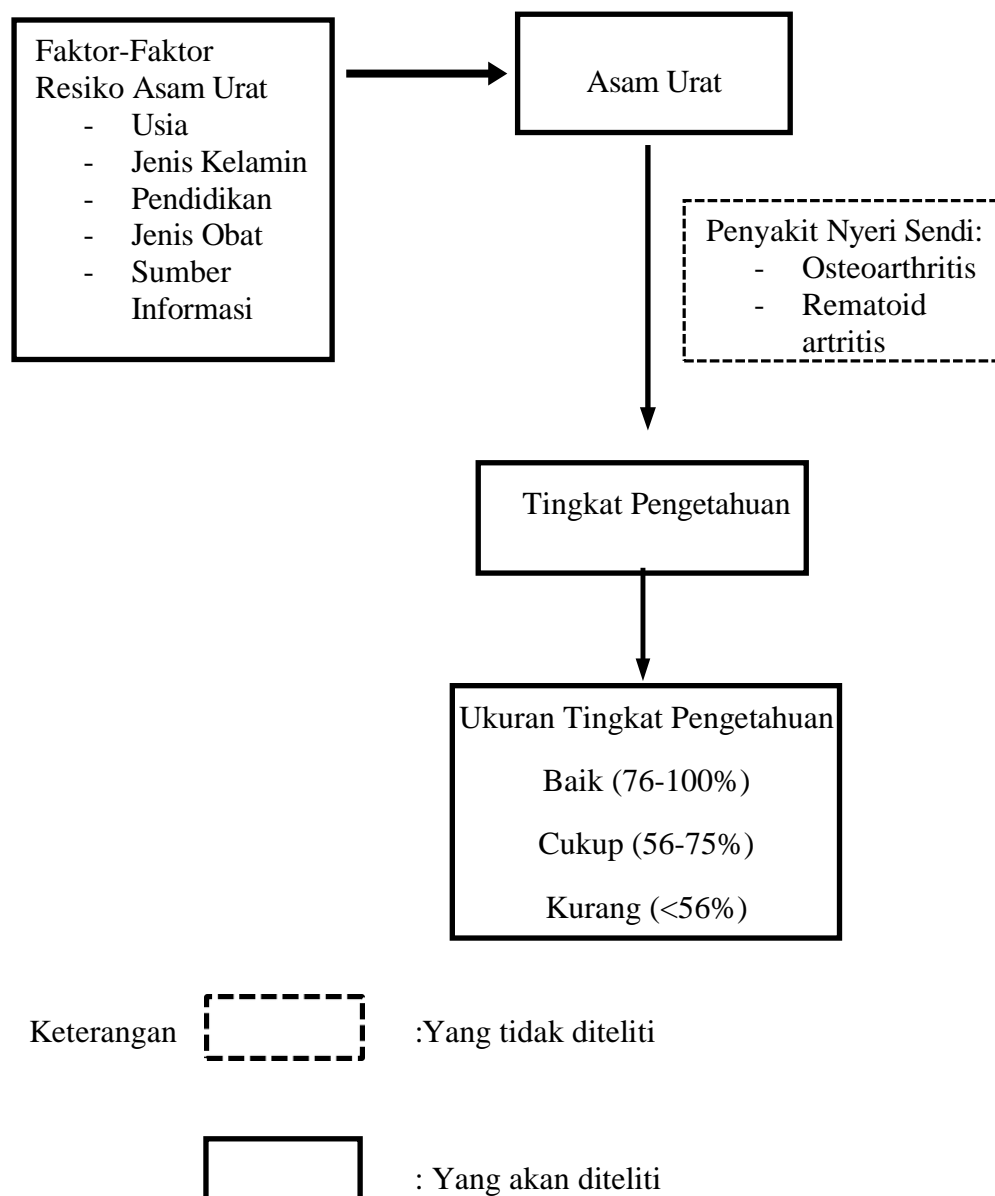 Faktor-Faktor
Resiko Asam Urat
- Usia
- Jenis Kelamin
- Pendidikan
- Jenis Obat
- Sumber
Informasi
Asam Urat
Penyakit Nyeri Sendi:
- Osteoarthritis
- Rematoid
artritis
Tingkat Pengetahuan
Ukuran Tingkat Pengetahuan
Baik (76-100%)
Cukup (56-75%)
Kurang (<56%)
Keterangan :Yang tidak diteliti
: Yang akan diteliti